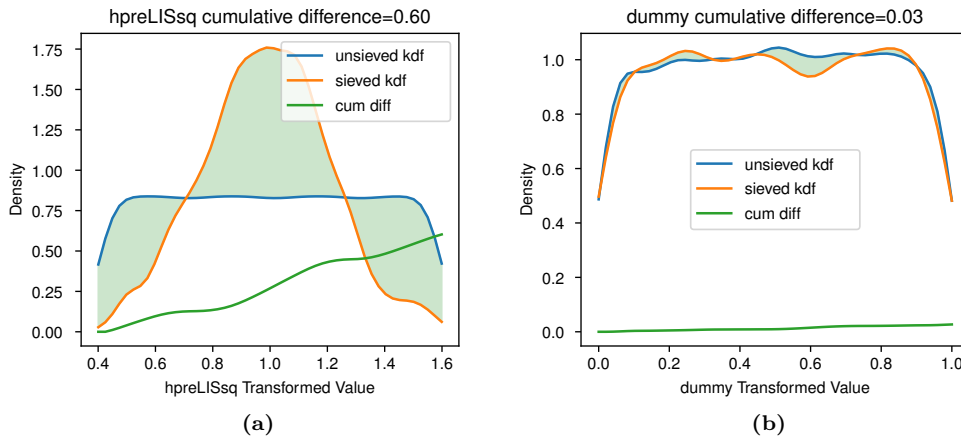 hpreLISsq cumulative difference=0.60
unsieved kdf
sieved kdf
cum diff
Density
1.75
1.50
1.25
1.00
0.75
0.50
0.25
0.00
0.4 0.6 0.8 1.0 1.2 1.4 1.6
hpreLISsq Transformed Value
(a)
dummy cumulative difference=0.03
unsieved kdf
sieved kdf
cum diff
Density
1.0
0.8
0.6
0.4
0.2
0.0
0.0 0.2 0.4 0.6 0.8 1.0
dummy Transformed Value
(b)